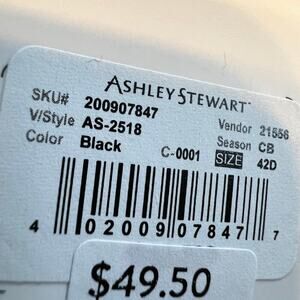 ASHLEY STEWART
SKU# 200907847 Vendor 21556
V/Style AS-2518 Season CB
Color Black C-0001 SIZE 42D
4 02009 07847 7
$49.50